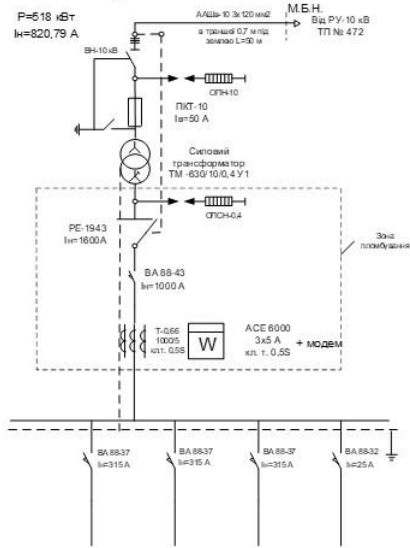 P=518 кВт
Ін=820,79 А
ААШв-10 3х120 мм2
в траншеї 0,7 м під
землею L=50 м
М.Б.Н.
Від РУ-10 кВ
ТП № 472
ВН-10 кВ
ОПН-10
ПКТ-10
Ів=50 А
Силовий
трансформатор
ТМ -630/10/0,4 У1
ОПСН-0,4
РЕ-1943
Ін=1600А
Зона
пломбування
ВА 88-43
Ін=1000 А
Т-0,66
1000/5
кл.т. 0,5S
W
АСЕ 6000
3х5 А
кл. т. 0,5S
+ модем
ВА 88-37
Ін=315 А
ВА 88-37
Ін=315 А
ВА 88-37
Ін=315 А
ВА 88-32
Ін=25 А